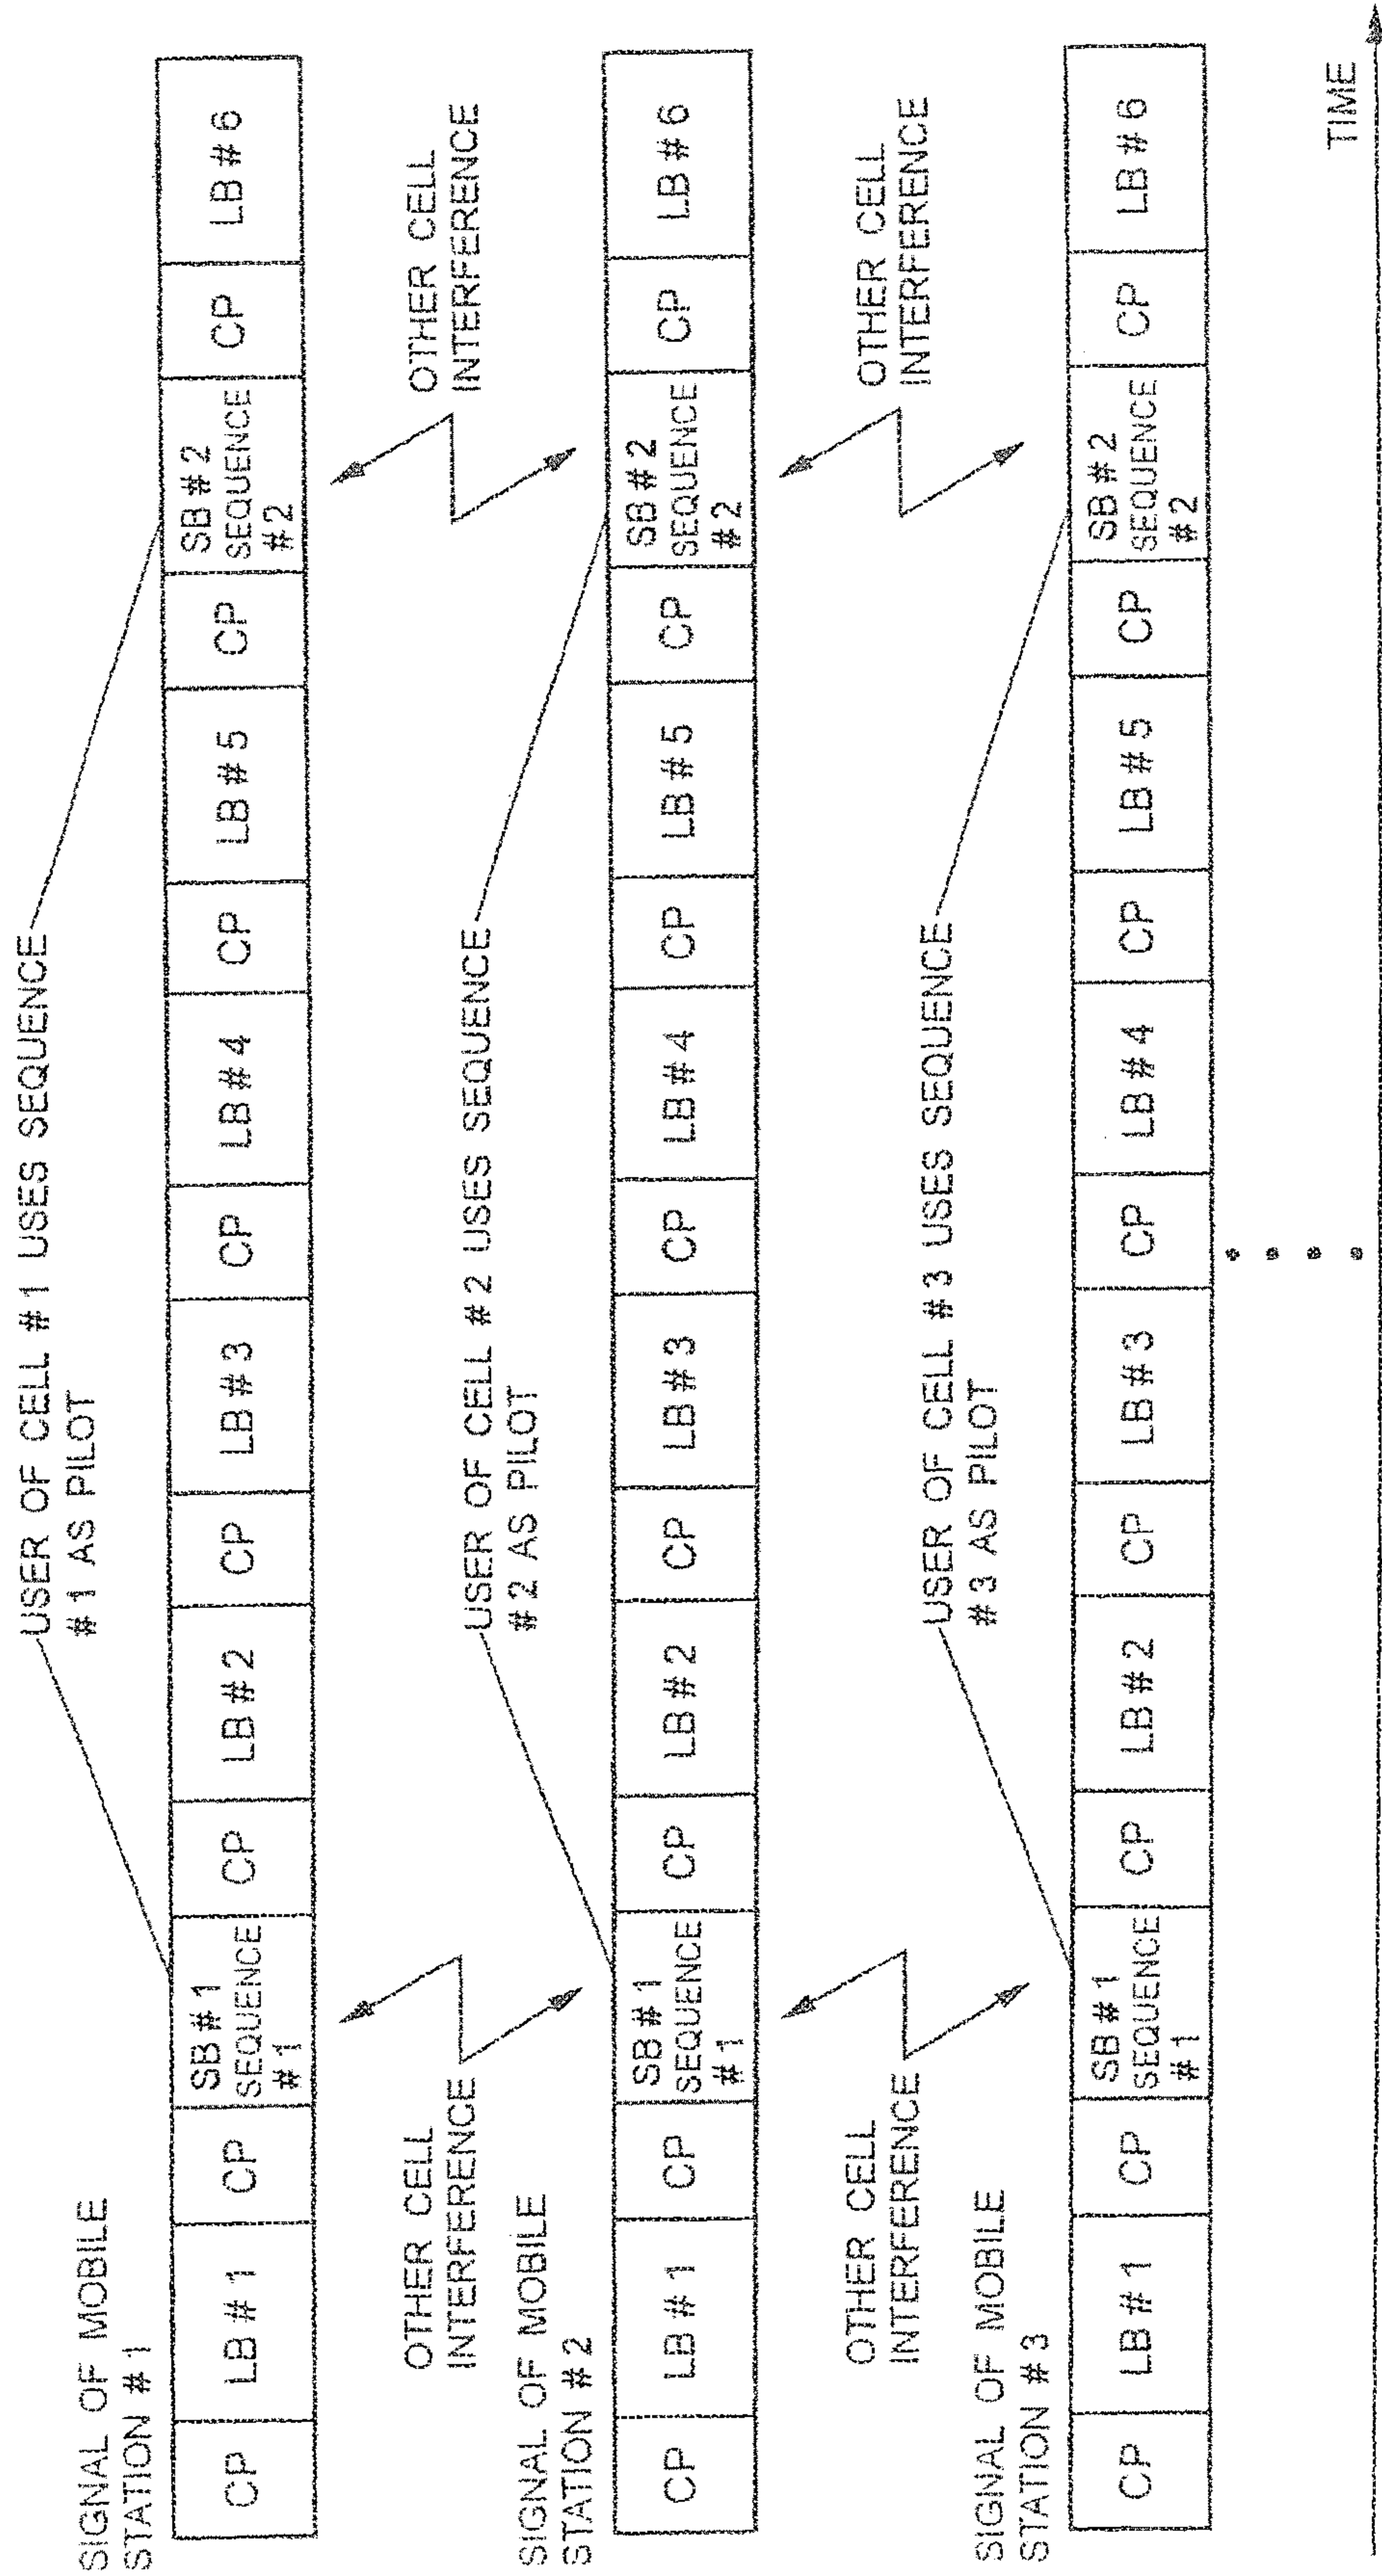 SIGNAL OF MOBILE
STATION #1
USER OF CELL #1 USES SEQUENCE
#1 AS PILOT
CP
LB #1
CP
SB #1
SEQUENCE
#1
CP
LB #2
CP
LB #3
CP
LB #4
CP
LB #5
CP
SB #2
SEQUENCE
#2
CP
LB #6
OTHER CELL
INTERFERENCE
OTHER CELL
INTERFERENCE
SIGNAL OF MOBILE
STATION #2
USER OF CELL #2 USES SEQUENCE
#2 AS PILOT
CP
LB #1
CP
SB #1
SEQUENCE
#1
CP
LB #2
CP
LB #3
CP
LB #4
CP
LB #5
CP
SB #2
SEQUENCE
#2
CP
LB #6
OTHER CELL
INTERFERENCE
OTHER CELL
INTERFERENCE
SIGNAL OF MOBILE
STATION #3
USER OF CELL #3 USES SEQUENCE
#3 AS PILOT
CP
LB #1
CP
SB #1
SEQUENCE
#1
CP
LB #2
CP
LB #3
CP
LB #4
CP
LB #5
CP
SB #2
SEQUENCE
#2
CP
LB #6
TIME